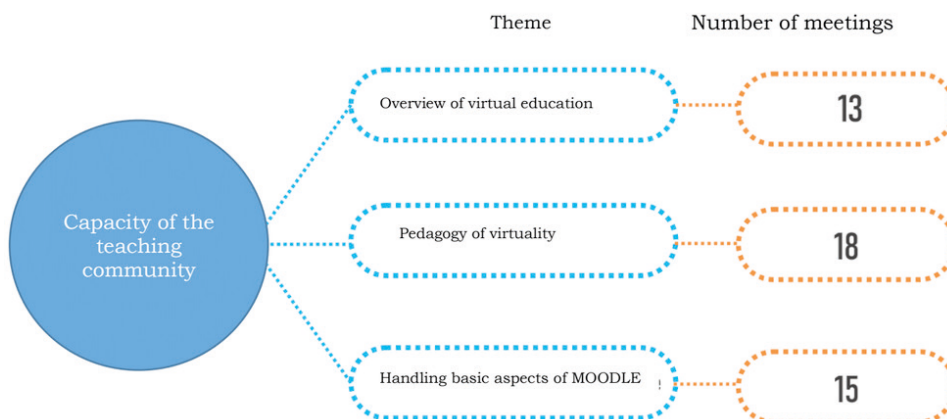 Theme Number of meetings
Overview of virtual education 13
Capacity of the
teaching
community
Pedagogy of virtuality 18
Handling basic aspects of MOODLE 15